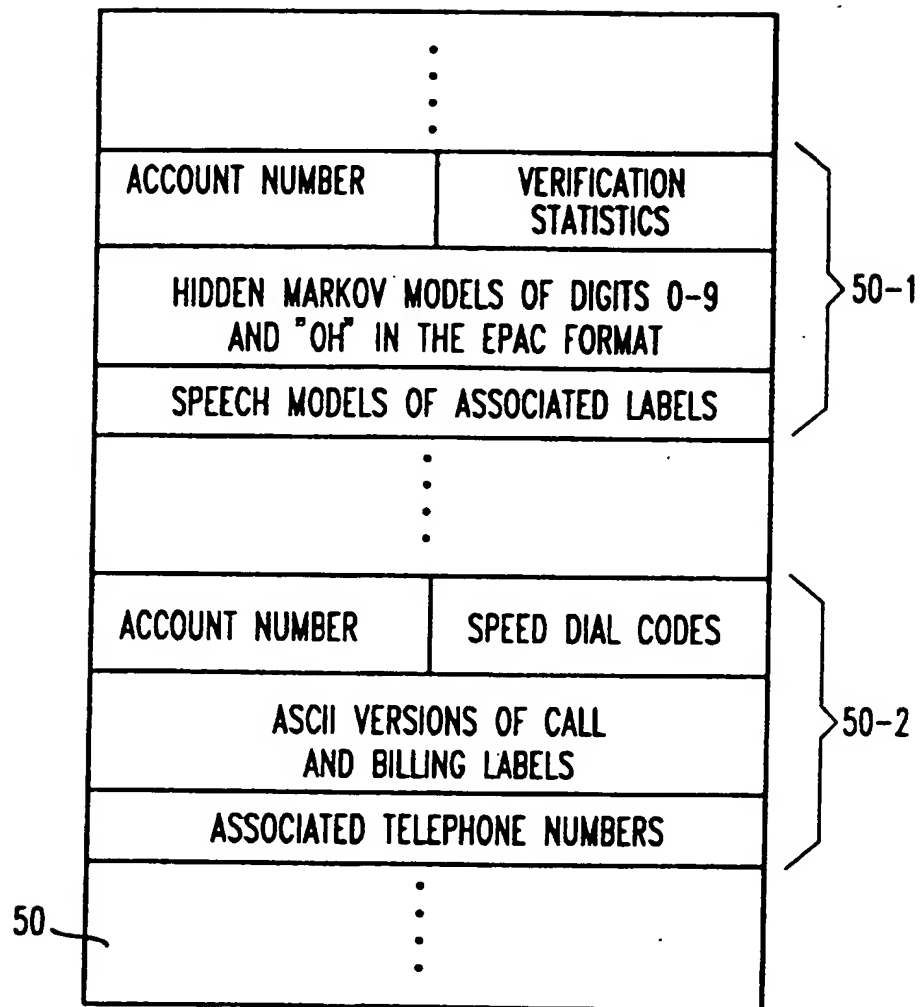 ACCOUNT NUMBER
VERIFICATION
STATISTICS
HIDDEN MARKOV MODELS OF DIGITS 0-9
AND "OH" IN THE EPAC FORMAT
SPEECH MODELS OF ASSOCIATED LABELS
50-1
ACCOUNT NUMBER
SPEED DIAL CODES
ASCII VERSIONS OF CALL
AND BILLING LABELS
50-2
ASSOCIATED TELEPHONE NUMBERS
50